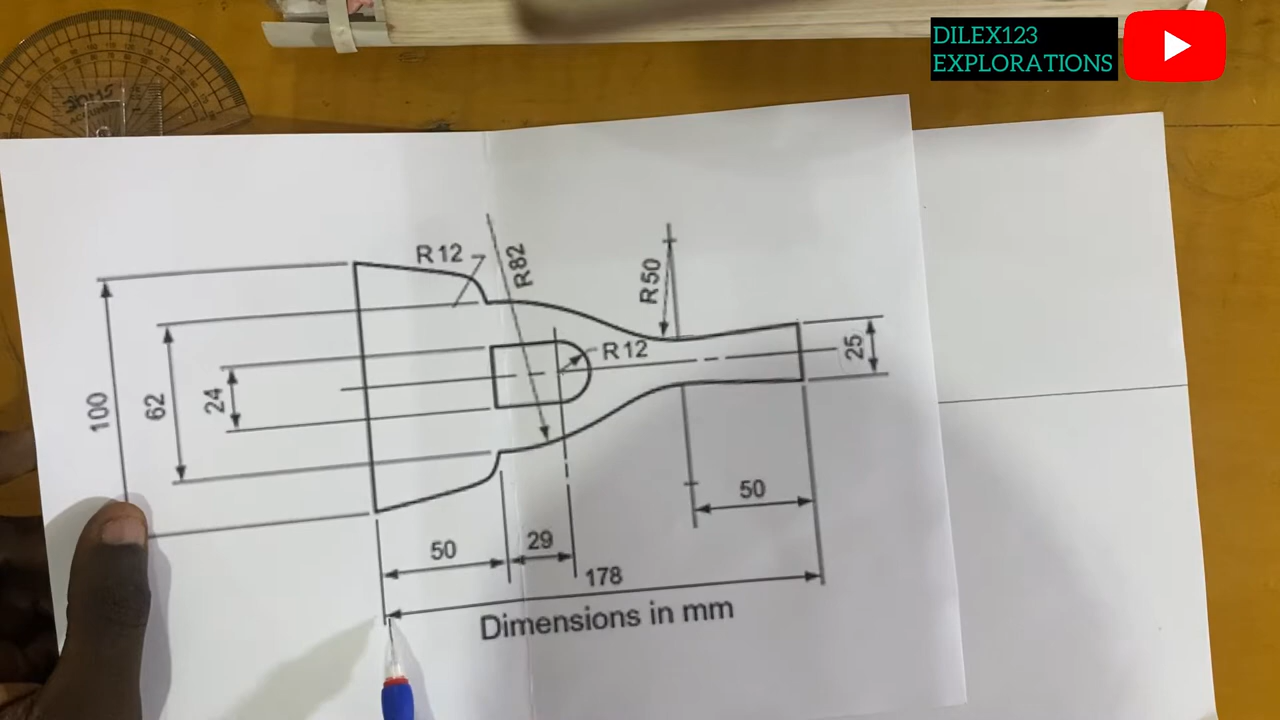 DILEX123
EXPLORATIONS
R12
R82
R50
R12
100
62
24
25
50
50
29
178
Dimensions in mm